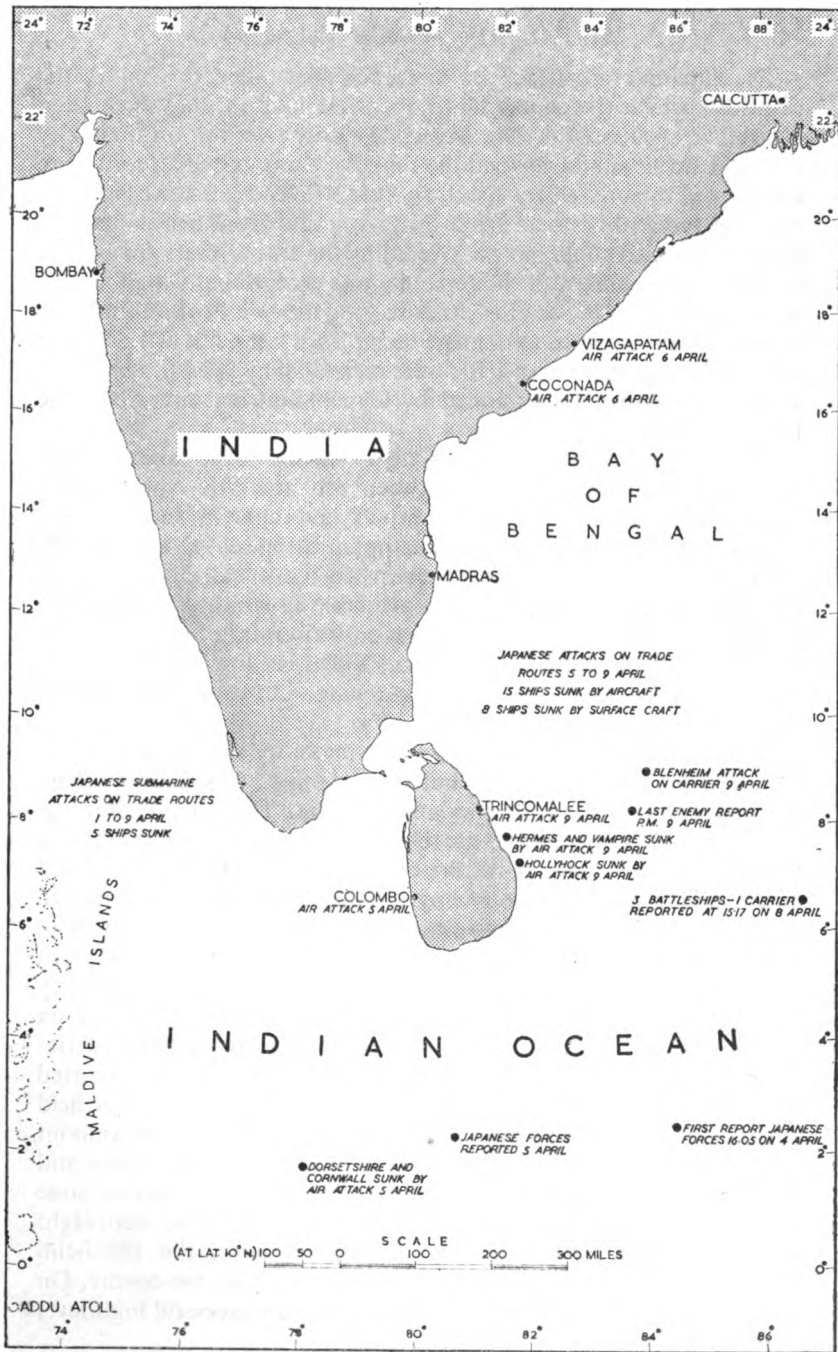 24° 72° 74° 76° 78° 80° 82° 84° 86° 88° 24°
CALCUTTA
22° 22°
20° 20°
BOMBAY
18° 18°
VIZAGAPATAM
AIR ATTACK 6 APRIL
COCONADA
AIR ATTACK 6 APRIL
16° 16°
INDIA
BAY
OF
BENGAL
14° 14°
MADRAS
12° 12°
JAPANESE ATTACKS ON TRADE
ROUTES 5 TO 9 APRIL
15 SHIPS SUNK BY AIRCRAFT
8 SHIPS SUNK BY SURFACE CRAFT
10° 10°
JAPANESE SUBMARINE
ATTACKS ON TRADE ROUTES
1 TO 9 APRIL
5 SHIPS SUNK
BLENHEIM ATTACK
ON CARRIER 9 APRIL
TRINCOMALEE
AIR ATTACK 9 APRIL
LAST ENEMY REPORT
P.M. 9 APRIL
8° 8°
HERMES AND VAMPIRE SUNK
BY AIR ATTACK 9 APRIL
HOLLYHOCK SUNK BY
AIR ATTACK 9 APRIL
COLOMBO
AIR ATTACK 5 APRIL
3 BATTLESHIPS-1 CARRIER
REPORTED AT 15·17 ON 8 APRIL
6° 6°
MALDIVE ISLANDS
INDIAN OCEAN
4° 4°
JAPANESE FORCES
REPORTED 5 APRIL
FIRST REPORT JAPANESE
FORCES 16·05 ON 4 APRIL
2° 2°
DORSETSHIRE AND
CORNWALL SUNK BY
AIR ATTACK 5 APRIL
SCALE
(AT LAT. 10° N) 100 50 0 100 200 300 MILES
0° 0°
ADDU ATOLL
74° 76° 78° 80° 82° 84° 86°